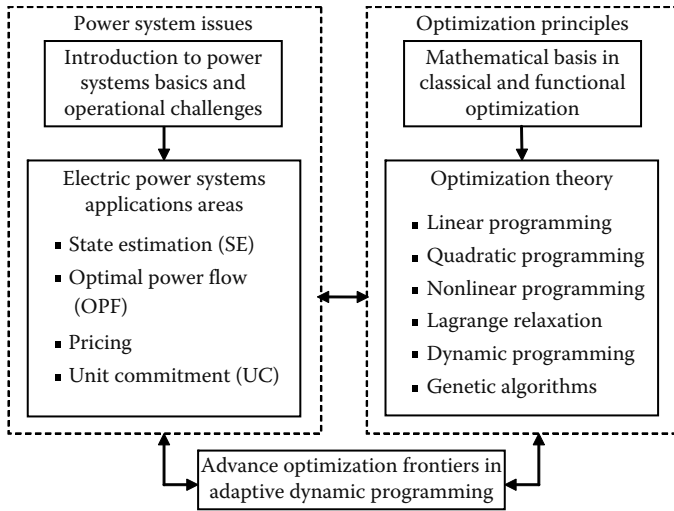 Power system issues
Introduction to power
systems basics and
operational challenges
Electric power systems
applications areas
▪ State estimation (SE)
▪ Optimal power flow
(OPF)
▪ Pricing
▪ Unit commitment (UC)
Optimization principles
Mathematical basis in
classical and functional
optimization
Optimization theory
▪ Linear programming
▪ Quadratic programming
▪ Nonlinear programming
▪ Lagrange relaxation
▪ Dynamic programming
▪ Genetic algorithms
Advance optimization frontiers in
adaptive dynamic programming